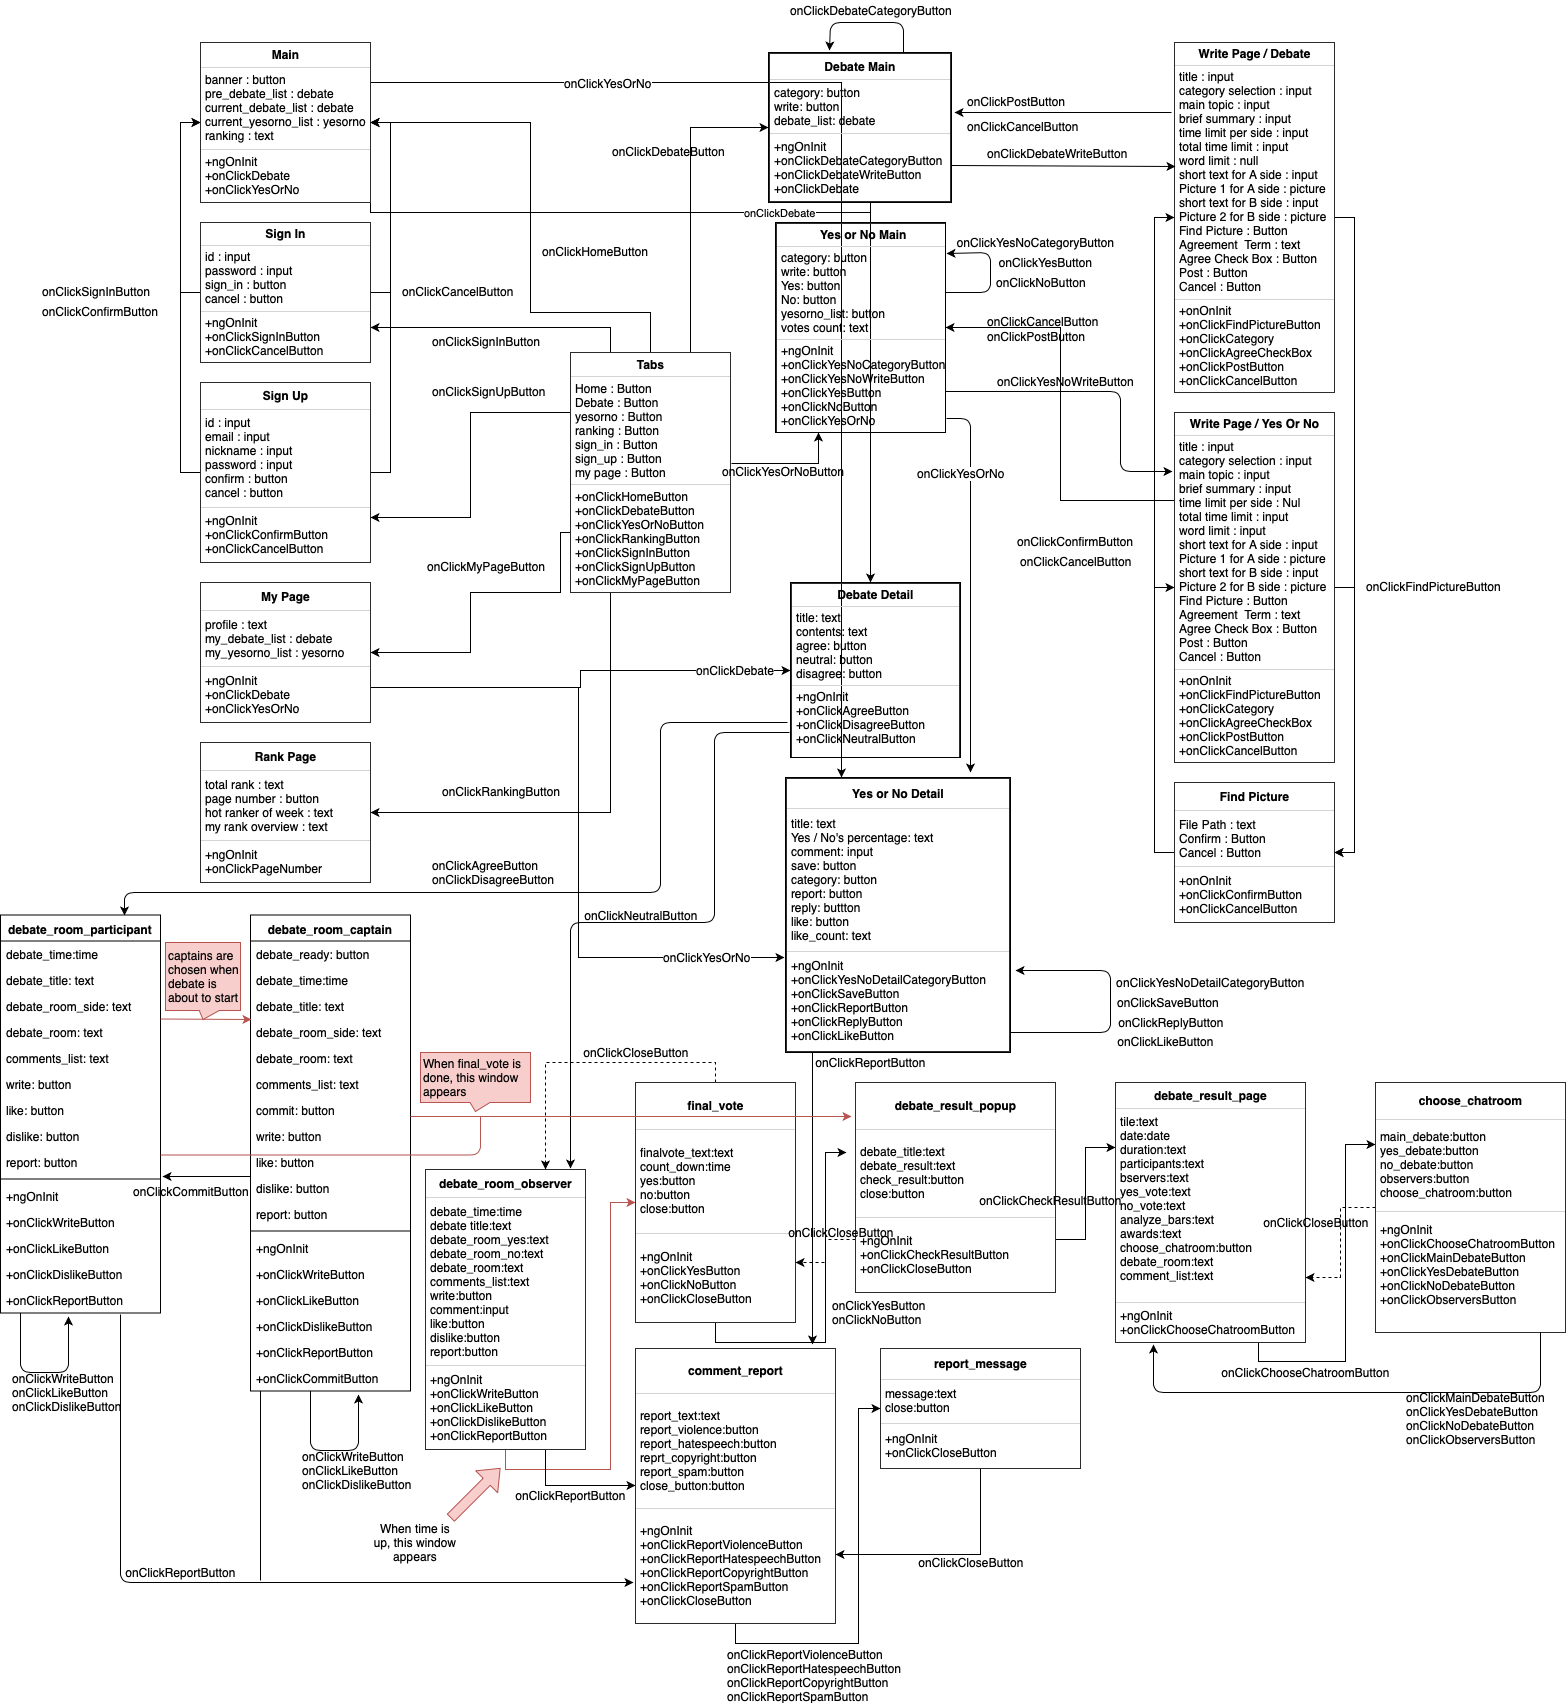 onClickDebateCategoryButton
Main
banner : button
pre_debate_list : debate
current_debate_list : debate
current_yesorno_list : yesorno
ranking : text
+ngOnInit
+onClickDebate
+onClickYesOrNo
onClickYesOrNo
Debate Main
category: button
write: button
debate_list: debate
+ngOnInit
+onClickDebateCategoryButton
+onClickDebateWriteButton
+onClickDebate
onClickDebateButton
onClickDebate
onClickPostButton
onClickCancelButton
onClickDebateWriteButton
Write Page / Debate
title : input
category selection : input
main topic : input
brief summary : input
time limit per side : input
total time limit : input
word limit : null
short text for A side : input
Picture 1 for A side : picture
short text for B side : input
Picture 2 for B side : picture
Find Picture : Button
Agreement  Term : text
Agree Check Box : Button
Post : Button
Cancel : Button
+onOnInit
+onClickFindPictureButton
+onClickCategory
+onClickAgreeCheckBox
+onClickPostButton
+onClickCancelButton
Sign In
id : input
password : input
sign_in : button
cancel : button
+ngOnInit
+onClickSignInButton
+onClickCancelButton
onClickSignInButton
onClickConfirmButton
onClickCancelButton
onClickHomeButton
onClickSignInButton
Yes or No Main
category: button
write: button
Yes: button
No: button
yesorno_list: button
votes count: text
+ngOnInit
+onClickYesNoCategoryButton
+onClickYesNoWriteButton
+onClickYesButton
+onClickNoButton
+onClickYesOrNo
onClickYesNoCategoryButton
onClickYesButton
onClickNoButton
onClickCancelButton
onClickPostButton
onClickYesNoWriteButton
onClickYesOrNo
Sign Up
id : input
email : input
nickname : input
password : input
confirm : button
cancel : button
+ngOnInit
+onClickConfirmButton
+onClickCancelButton
onClickSignUpButton
Tabs
Home : Button
Debate : Button
yesorno : Button
ranking : Button
sign_in : Button
sign_up : Button
my page : Button
+onClickHomeButton
+onClickDebateButton
+onClickYesOrNoButton
+onClickRankingButton
+onClickSignInButton
+onClickSignUpButton
+onClickMyPageButton
onClickYesOrNoButton
onClickMyPageButton
Write Page / Yes Or No
title : input
category selection : input
main topic : input
brief summary : input
time limit per side : Nul
total time limit : input
word limit : input
short text for A side : input
Picture 1 for A side : picture
short text for B side : input
Picture 2 for B side : picture
Find Picture : Button
Agreement  Term : text
Agree Check Box : Button
Post : Button
Cancel : Button
+onOnInit
+onClickFindPictureButton
+onClickCategory
+onClickAgreeCheckBox
+onClickPostButton
+onClickCancelButton
onClickConfirmButton
onClickCancelButton
onClickFindPictureButton
My Page
profile : text
my_debate_list : debate
my_yesorno_list : yesorno
+ngOnInit
+onClickDebate
+onClickYesOrNo
onClickDebate
Debate Detail
title: text
contents: text
agree: button
neutral: button
disagree: button
+ngOnInit
+onClickAgreeButton
+onClickDisagreeButton
+onClickNeutralButton
Rank Page
total rank : text
page number : button
hot ranker of week : text
my rank overview : text
+ngOnInit
+onClickPageNumber
onClickRankingButton
onClickAgreeButton
onClickDisagreeButton
onClickNeutralButton
onClickYesOrNo
Yes or No Detail
title: text
Yes / No's percentage: text
comment: input
save: button
category: button
report: button
reply: buttton
like: button
like_count: text
+ngOnInit
+onClickYesNoDetailCategoryButton
+onClickSaveButton
+onClickReportButton
+onClickReplyButton
+onClickLikeButton
onClickYesNoDetailCategoryButton
onClickSaveButton
onClickReplyButton
onClickLikeButton
onClickReportButton
Find Picture
File Path : text
Confirm : Button
Cancel : Button
+onOnInit
+onClickConfirmButton
+onClickCancelButton
debate_room_participant
debate_time:time
debate_title: text
debate_room_side: text
debate_room: text
comments_list: text
write: button
like: button
dislike: button
report: button
+ngOnInit
+onClickWriteButton
+onClickLikeButton
+onClickDislikeButton
+onClickReportButton
onClickWriteButton
onClickLikeButton
onClickDislikeButton
captains are
chosen when
debate is
about to start
debate_room_captain
debate_ready: button
debate_time:time
debate_title: text
debate_room_side: text
debate_room: text
comments_list: text
commit: button
write: button
like: button
dislike: button
report: button
+ngOnInit
+onClickWriteButton
+onClickLikeButton
+onClickDislikeButton
+onClickReportButton
+onClickCommitButton
onClickCommitButton
onClickWriteButton
onClickLikeButton
onClickDislikeButton
onClickReportButton
When final_vote is
done, this window
appears
onClickCloseButton
debate_room_observer
debate_time:time
debate title:text
debate_room_yes:text
debate_room_no:text
debate_room:text
comments_list:text
write:button
comment:input
like:button
dislike:button
report:button
+ngOnInit
+onClickWriteButton
+onClickLikeButton
+onClickDislikeButton
+onClickReportButton
onClickReportButton
When time is
up, this window
appears
final_vote
finalvote_text:text
count_down:time
yes:button
no:button
close:button
+ngOnInit
+onClickYesButton
+onClickNoButton
+onClickCloseButton
onClickCloseButton
onClickYesButton
onClickNoButton
debate_result_popup
debate_title:text
debate_result:text
check_result:button
close:button
+ngOnInit
+onClickCheckResultButton
+onClickCloseButton
onClickCheckResultButton
debate_result_page
tile:text
date:date
duration:text
participants:text
bservers:text
yes_vote:text
no_vote:text
analyze_bars:text
awards:text
choose_chatroom:button
debate_room:text
comment_list:text
+ngOnInit
+onClickChooseChatroomButton
onClickCloseButton
onClickChooseChatroomButton
choose_chatroom
main_debate:button
yes_debate:button
no_debate:button
observers:button
choose_chatroom:button
+ngOnInit
+onClickChooseChatroomButton
+onClickMainDebateButton
+onClickYesDebateButton
+onClickNoDebateButton
+onClickObserversButton
onClickMainDebateButton
onClickYesDebateButton
onClickNoDebateButton
onClickObserversButton
comment_report
report_text:text
report_violence:button
report_hatespeech:button
reprt_copyright:button
report_spam:button
close_button:button
+ngOnInit
+onClickReportViolenceButton
+onClickReportHatespeechButton
+onClickReportCopyrightButton
+onClickReportSpamButton
+onClickCloseButton
report_message
message:text
close:button
+ngOnInit
+onClickCloseButton
onClickCloseButton
onClickReportViolenceButton
onClickReportHatespeechButton
onClickReportCopyrightButton
onClickReportSpamButton